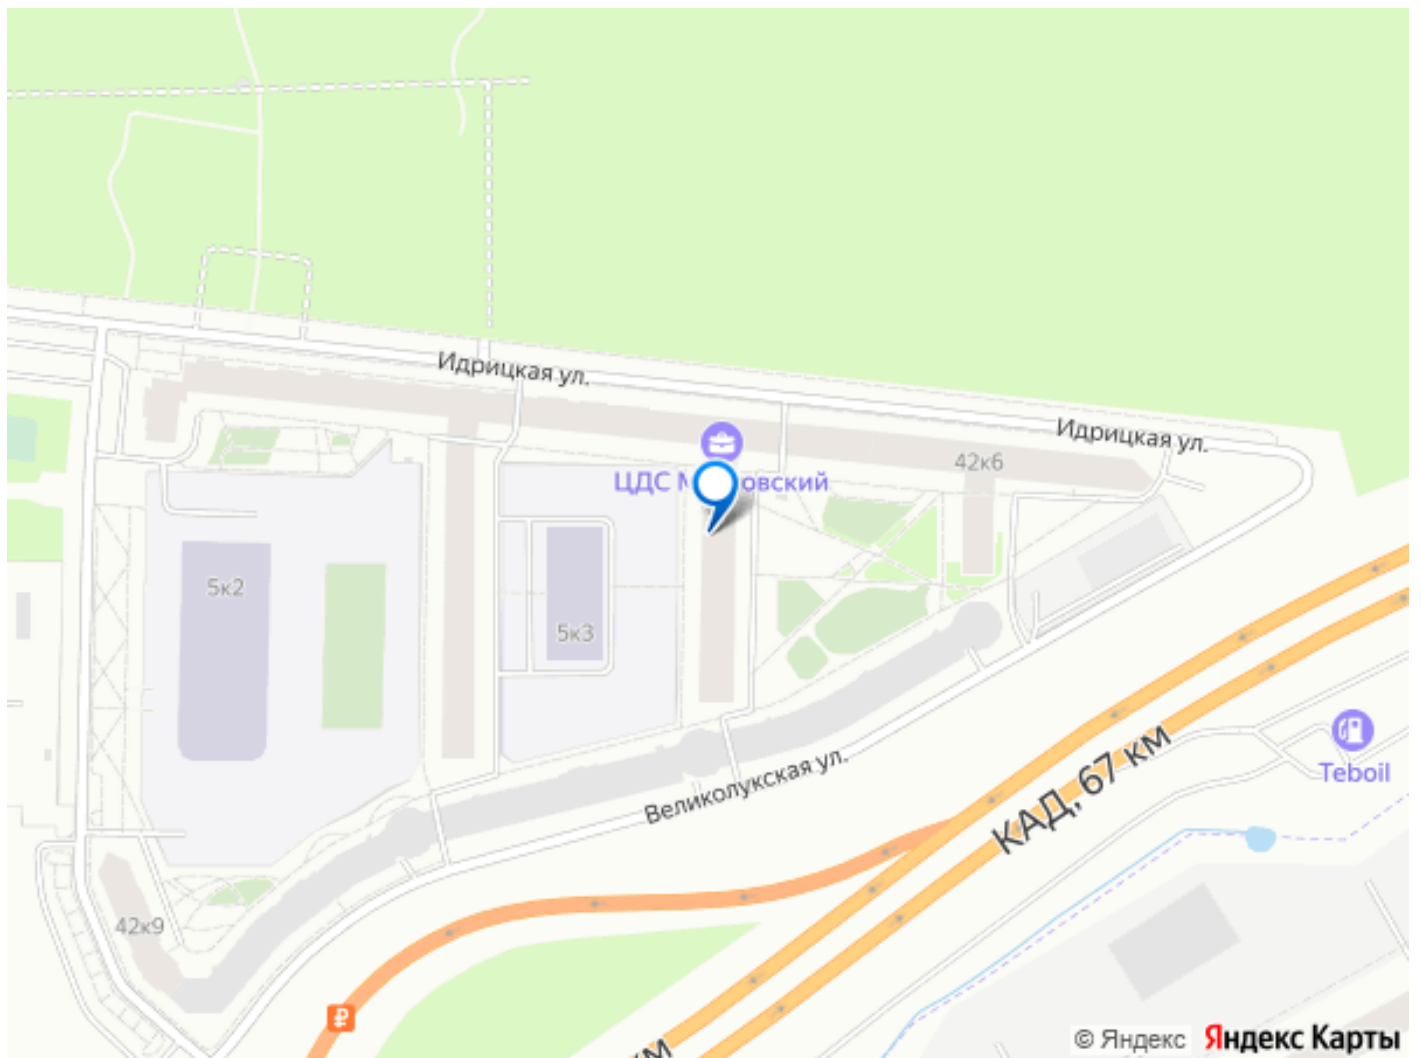 Идрицкая ул.
Идрицкая ул.
42к6
ЦДС М
овский
5к2
5к3
Teboil
Великолукская ул.
КАД, 67 км
42к9
км
© Яндекс
Яндекс Карты